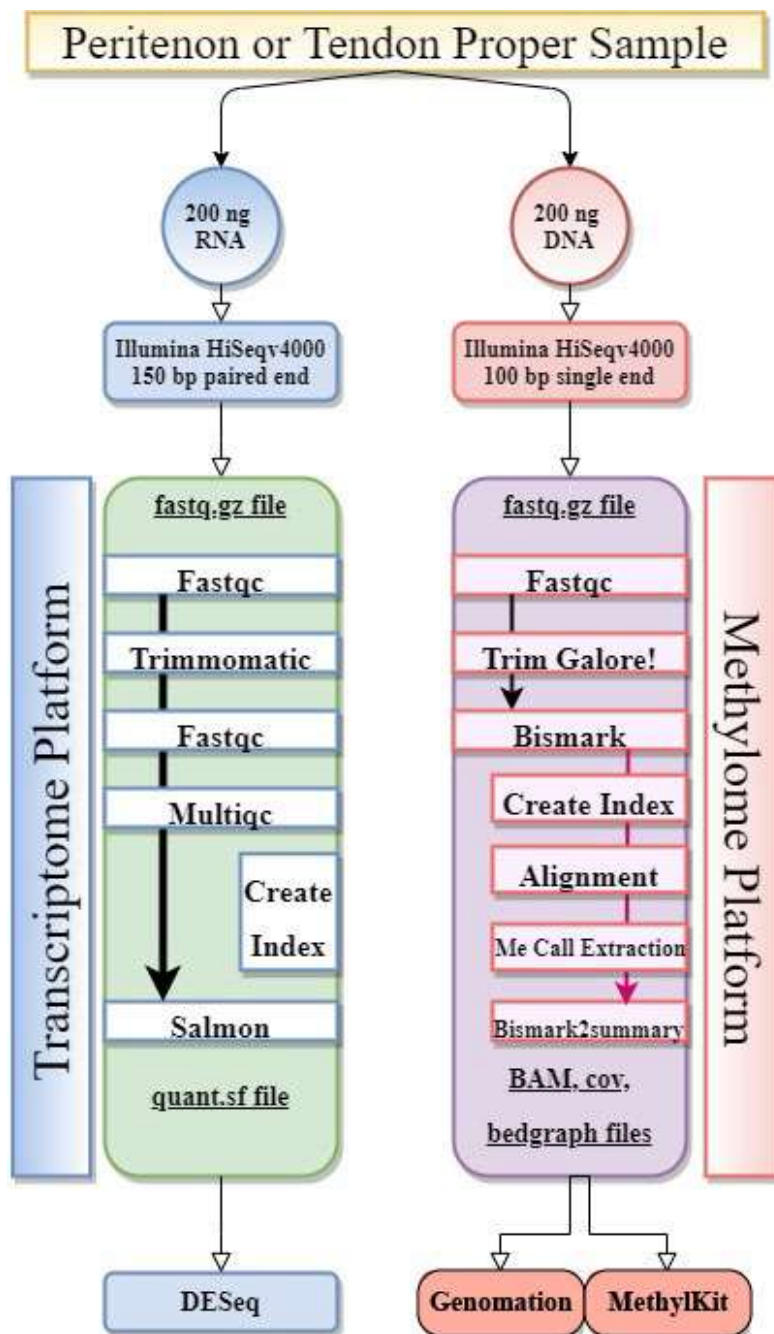 Peritenon or Tendon Proper Sample
200 ng
RNA
200 ng
DNA
Illumina HiSeqv4000
150 bp paired end
Illumina HiSeqv4000
100 bp single end
Transcriptome Platform
fastq.gz file
Fastqc
Trimmomatic
Fastqc
Multiqc
Create
Index
Salmon
quant.sf file
fastq.gz file
Fastqc
Trim Galore!
Bismark
Create Index
Alignment
Me Call Extraction
Bismark2summary
BAM, cov,
bedgraph files
Methylome Platform
DESeq
Genomation
MethylKit